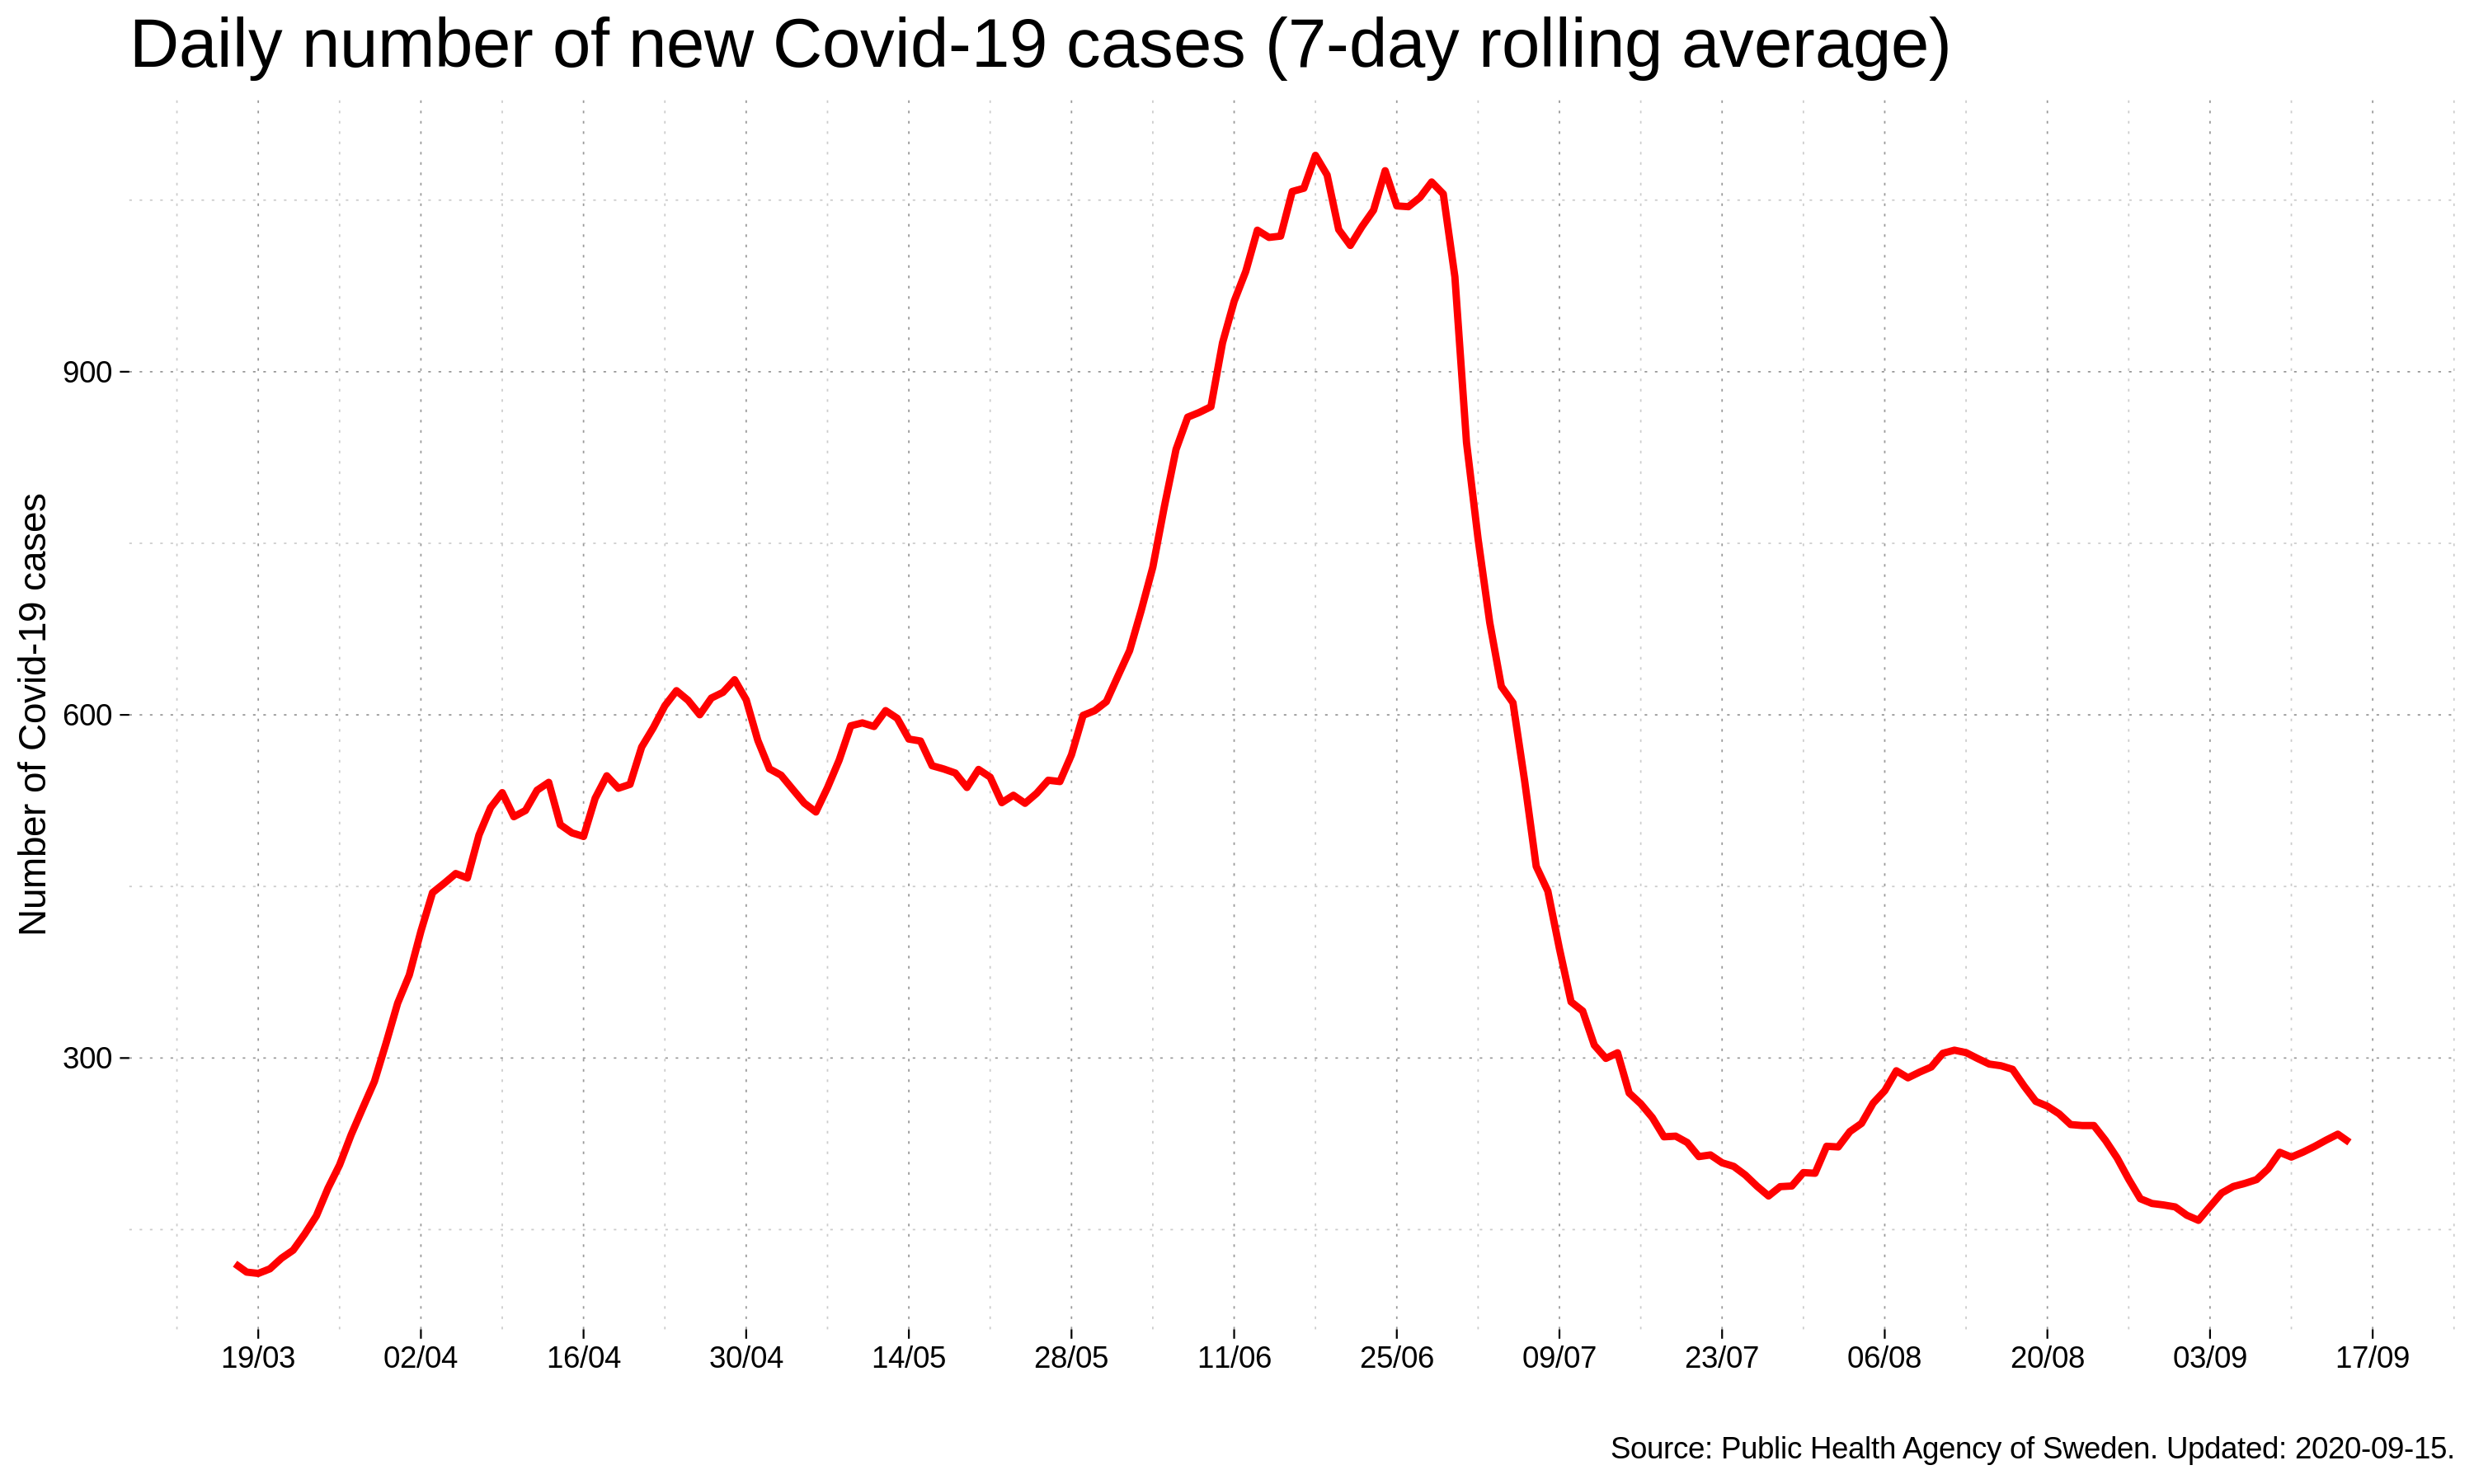 Daily number of new Covid-19 cases (7-day rolling average)
Number of Covid-19 cases
900
600
300
19/03 02/04 16/04 30/04 14/05 28/05 11/06 25/06 09/07 23/07 06/08 20/08 03/09 17/09
Source: Public Health Agency of Sweden. Updated: 2020-09-15.